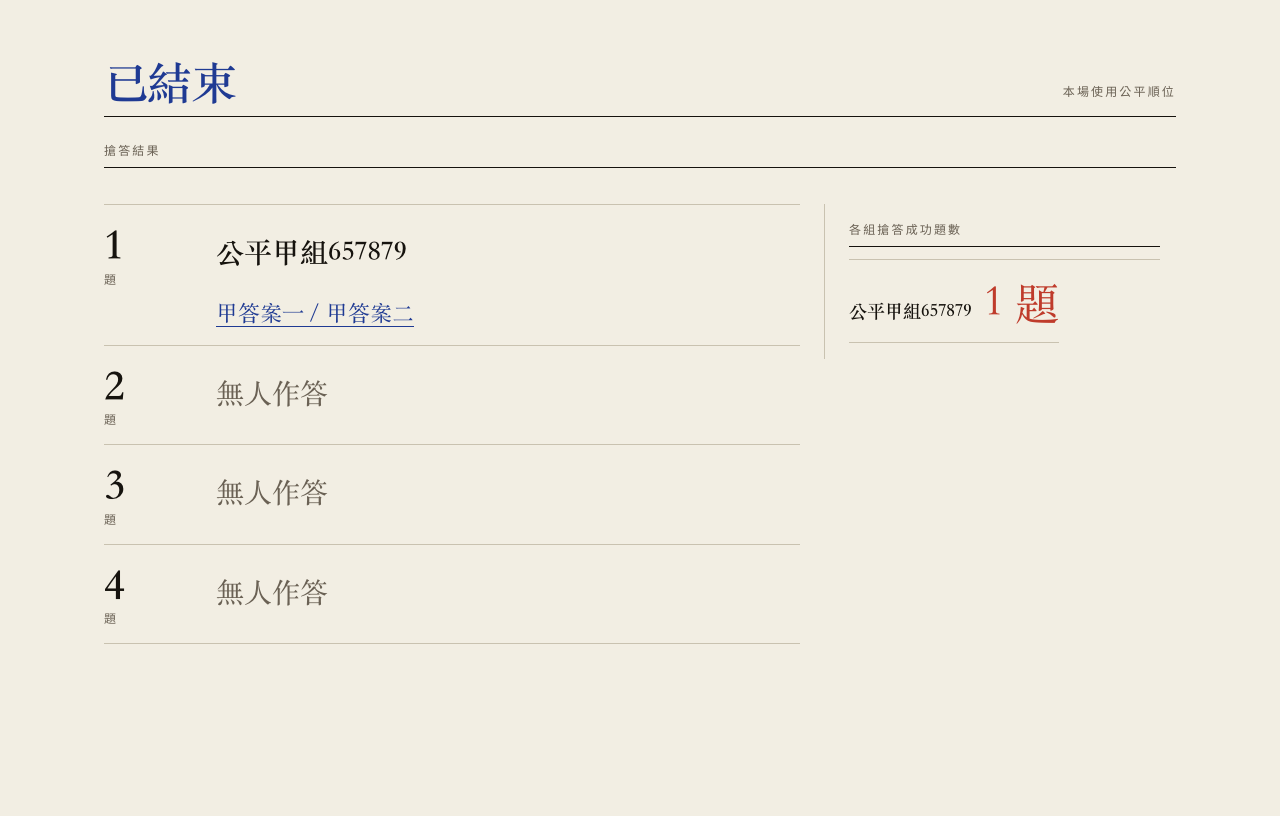 已結束
本場使用公平順位
搶答結果
1
題
公平甲組657879
甲答案一 / 甲答案二
2
題
無人作答
3
題
無人作答
4
題
無人作答
各組搶答成功題數
公平甲組657879 1 題